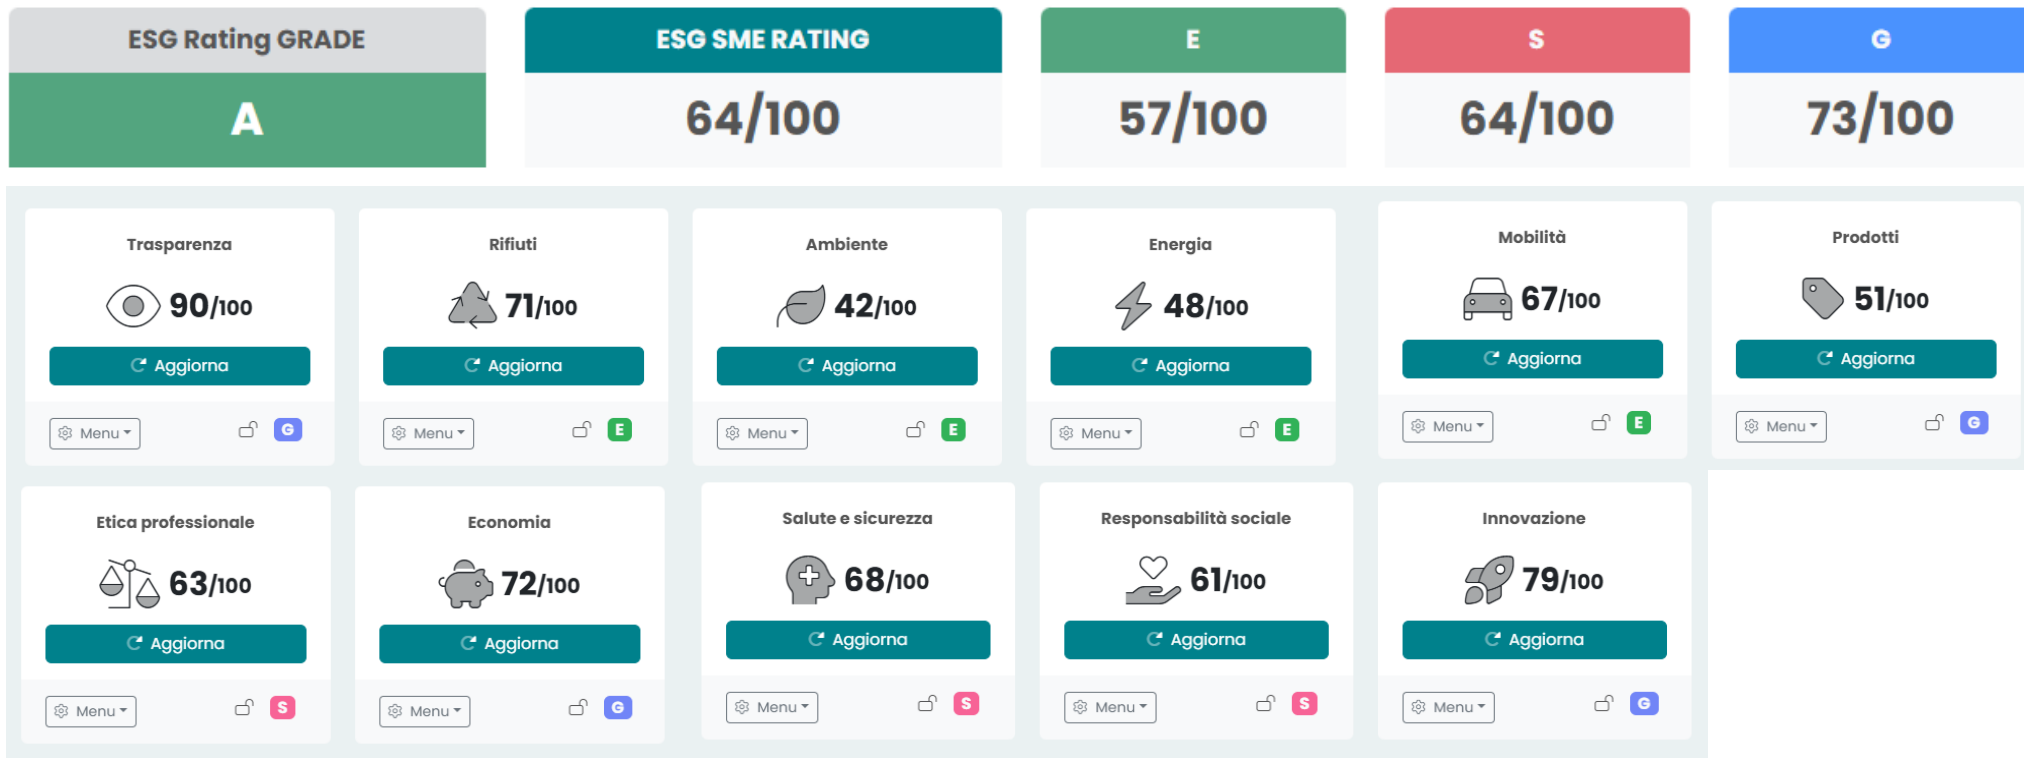 ESG Rating GRADE
A
ESG SME RATING
64/100
E
57/100
S
64/100
G
73/100
Trasparenza
90/100
Aggiorna
Menu
G
Rifiuti
71/100
Aggiorna
Menu
E
Ambiente
42/100
Aggiorna
Menu
E
Energia
48/100
Aggiorna
Menu
E
Mobilità
67/100
Aggiorna
Menu
E
Prodotti
51/100
Aggiorna
Menu
G
Etica professionale
63/100
Aggiorna
Menu
S
Economia
72/100
Aggiorna
Menu
G
Salute e sicurezza
68/100
Aggiorna
Menu
S
Responsabilità sociale
61/100
Aggiorna
Menu
S
Innovazione
79/100
Aggiorna
Menu
G